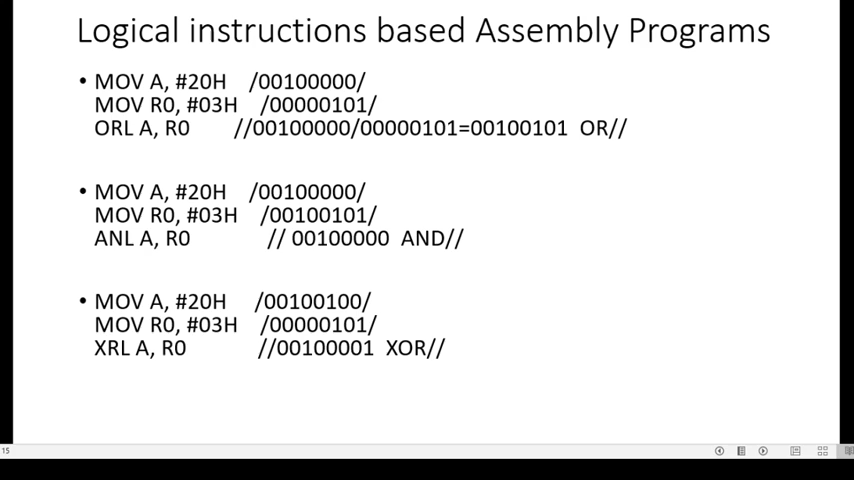 Logical instructions based Assembly Programs
• MOV A, #20H /00100000/
MOV R0, #03H /00000101/
ORL A, R0 //00100000/00000101=00100101 OR//
• MOV A, #20H /00100000/
MOV R0, #03H /00100101/
ANL A, R0 // 00100000 AND//
• MOV A, #20H /00100100/
MOV R0, #03H /00000101/
XRL A, R0 //00100001 XOR//
15